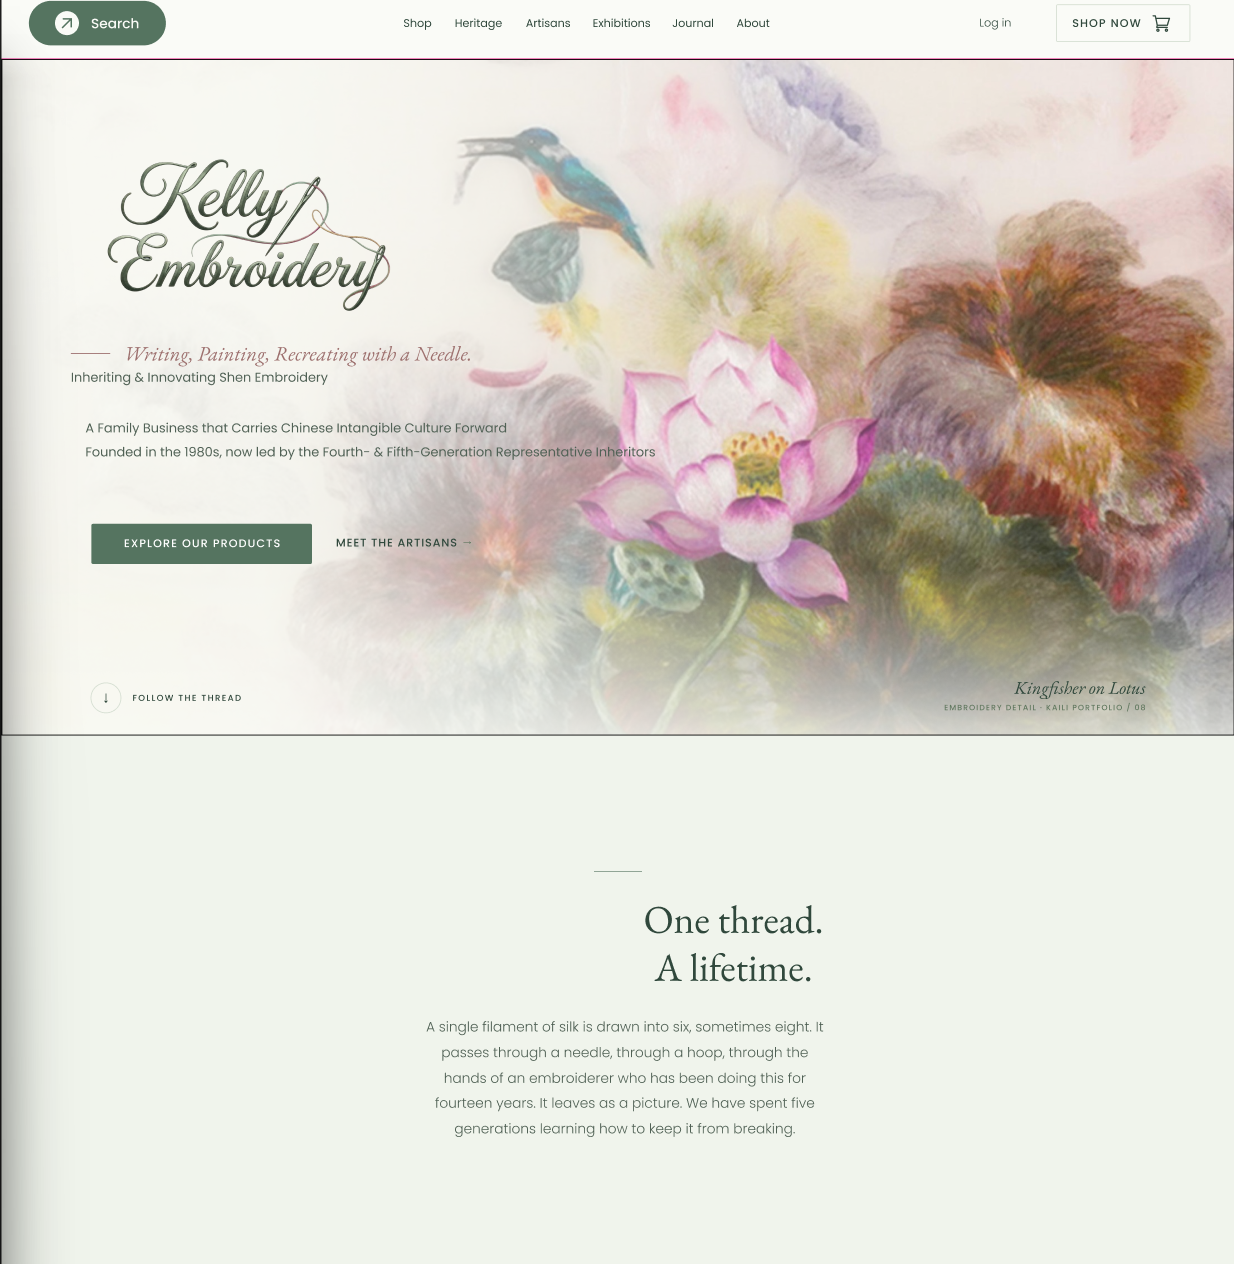 Search
Shop
Heritage
Artisans
Exhibitions
Journal
About
Log in
SHOP NOW
Kelly
Embroidery
Writing, Painting, Recreating with a Needle.
Inheriting & Innovating Shen Embroidery
A Family Business that Carries Chinese Intangible Culture Forward
Founded in the 1980s, now led by the Fourth- & Fifth-Generation Representative Inheritors
EXPLORE OUR PRODUCTS
MEET THE ARTISANS →
↓ FOLLOW THE THREAD
Kingfisher on Lotus
EMBROIDERY DETAIL · KAILI PORTFOLIO / 08
One thread.
A lifetime.
A single filament of silk is drawn into six, sometimes eight. It
passes through a needle, through a hoop, through the
hands of an embroiderer who has been doing this for
fourteen years. It leaves as a picture. We have spent five
generations learning how to keep it from breaking.